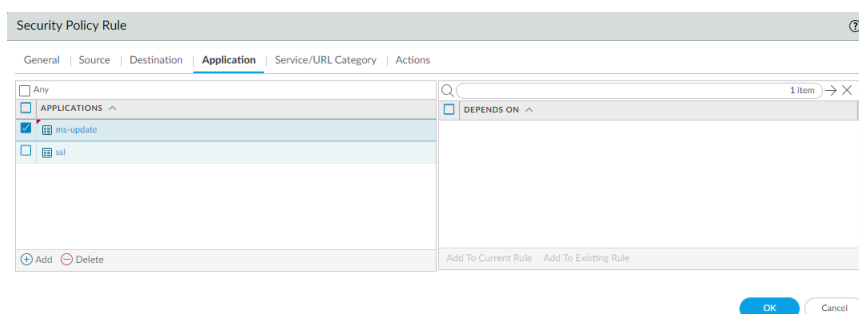 Security Policy Rule
General | Source | Destination | Application | Service/URL Category | Actions
Any
APPLICATIONS
ms-update
ssl
Add Delete
1 item
DEPENDS ON
Add To Current Rule Add To Existing Rule
OK Cancel